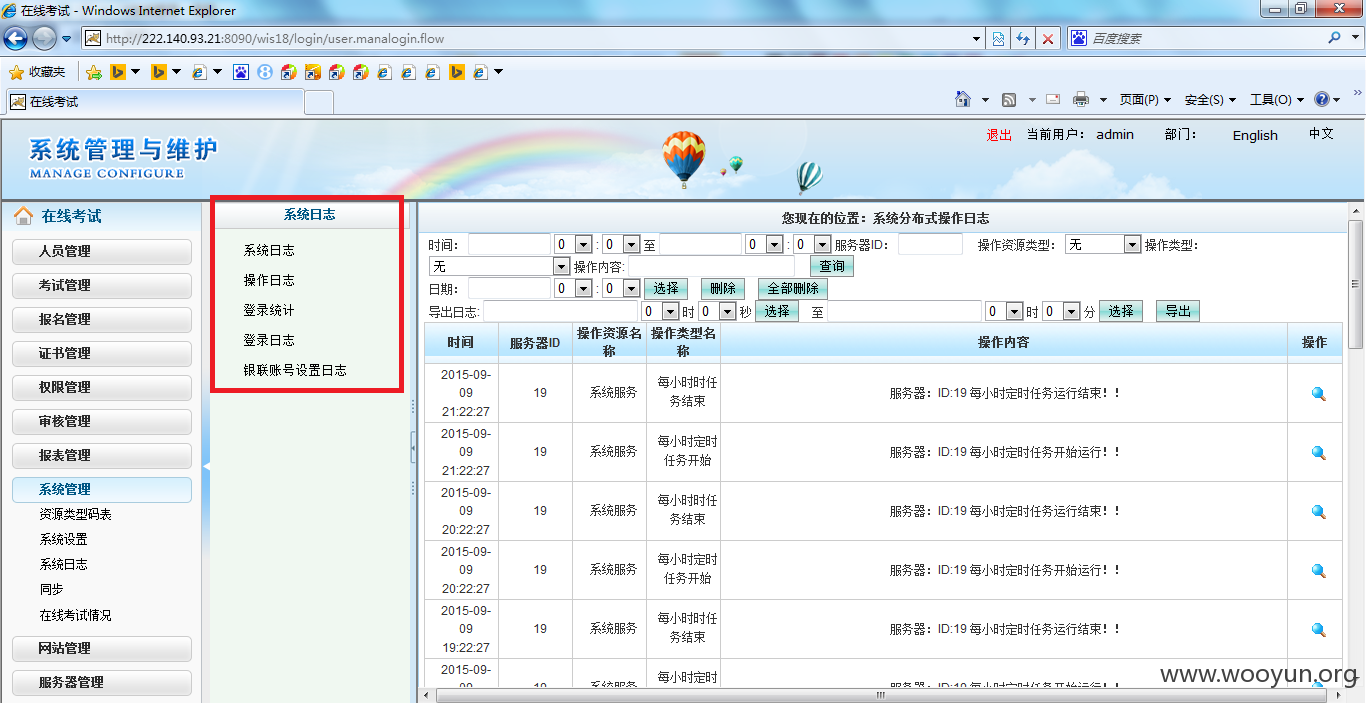 在线考试 - Windows Internet Explorer
http://222.140.93.21:8090/wis18/login/user.manalogin.flow
百度搜索
收藏夹
在线考试
页面(P) 安全(S) 工具(O)
系统管理与维护
MANAGE CONFIGURE
退出 当前用户： admin 部门： English 中文
在线考试
人员管理
考试管理
报名管理
证书管理
权限管理
审核管理
报表管理
系统管理
资源类型码表
系统设置
系统日志
同步
在线考试情况
网站管理
服务器管理
系统日志
系统日志
操作日志
登录统计
登录日志
银联账号设置日志
您现在的位置：系统分布式操作日志
时间： 0 : 0 至 0 : 0 服务器ID： 操作资源类型： 无 操作类型：
无 操作内容: 查询
日期： 0 : 0 选择 删除 全部删除
导出日志: 0 时 0 秒 选择 至 0 时 0 分 选择 导出
时间 服务器ID 操作资源名称 操作类型名称 操作内容 操作
2015-09-09 21:22:27 19 系统服务 每小时时任务结束 服务器：ID:19 每小时定时任务运行结束！！
2015-09-09 21:22:27 19 系统服务 每小时定时任务开始 服务器：ID:19 每小时定时任务开始运行！！
2015-09-09 20:22:27 19 系统服务 每小时时任务结束 服务器：ID:19 每小时定时任务运行结束！！
2015-09-09 20:22:27 19 系统服务 每小时定时任务开始 服务器：ID:19 每小时定时任务开始运行！！
2015-09-09 19:22:27 19 系统服务 每小时时任务结束 服务器：ID:19 每小时定时任务运行结束！！
2015-09-09 19 系统服务 每小时定时 服务器：ID:19 每小时定时任务开始运行！！
www.wooyun.org